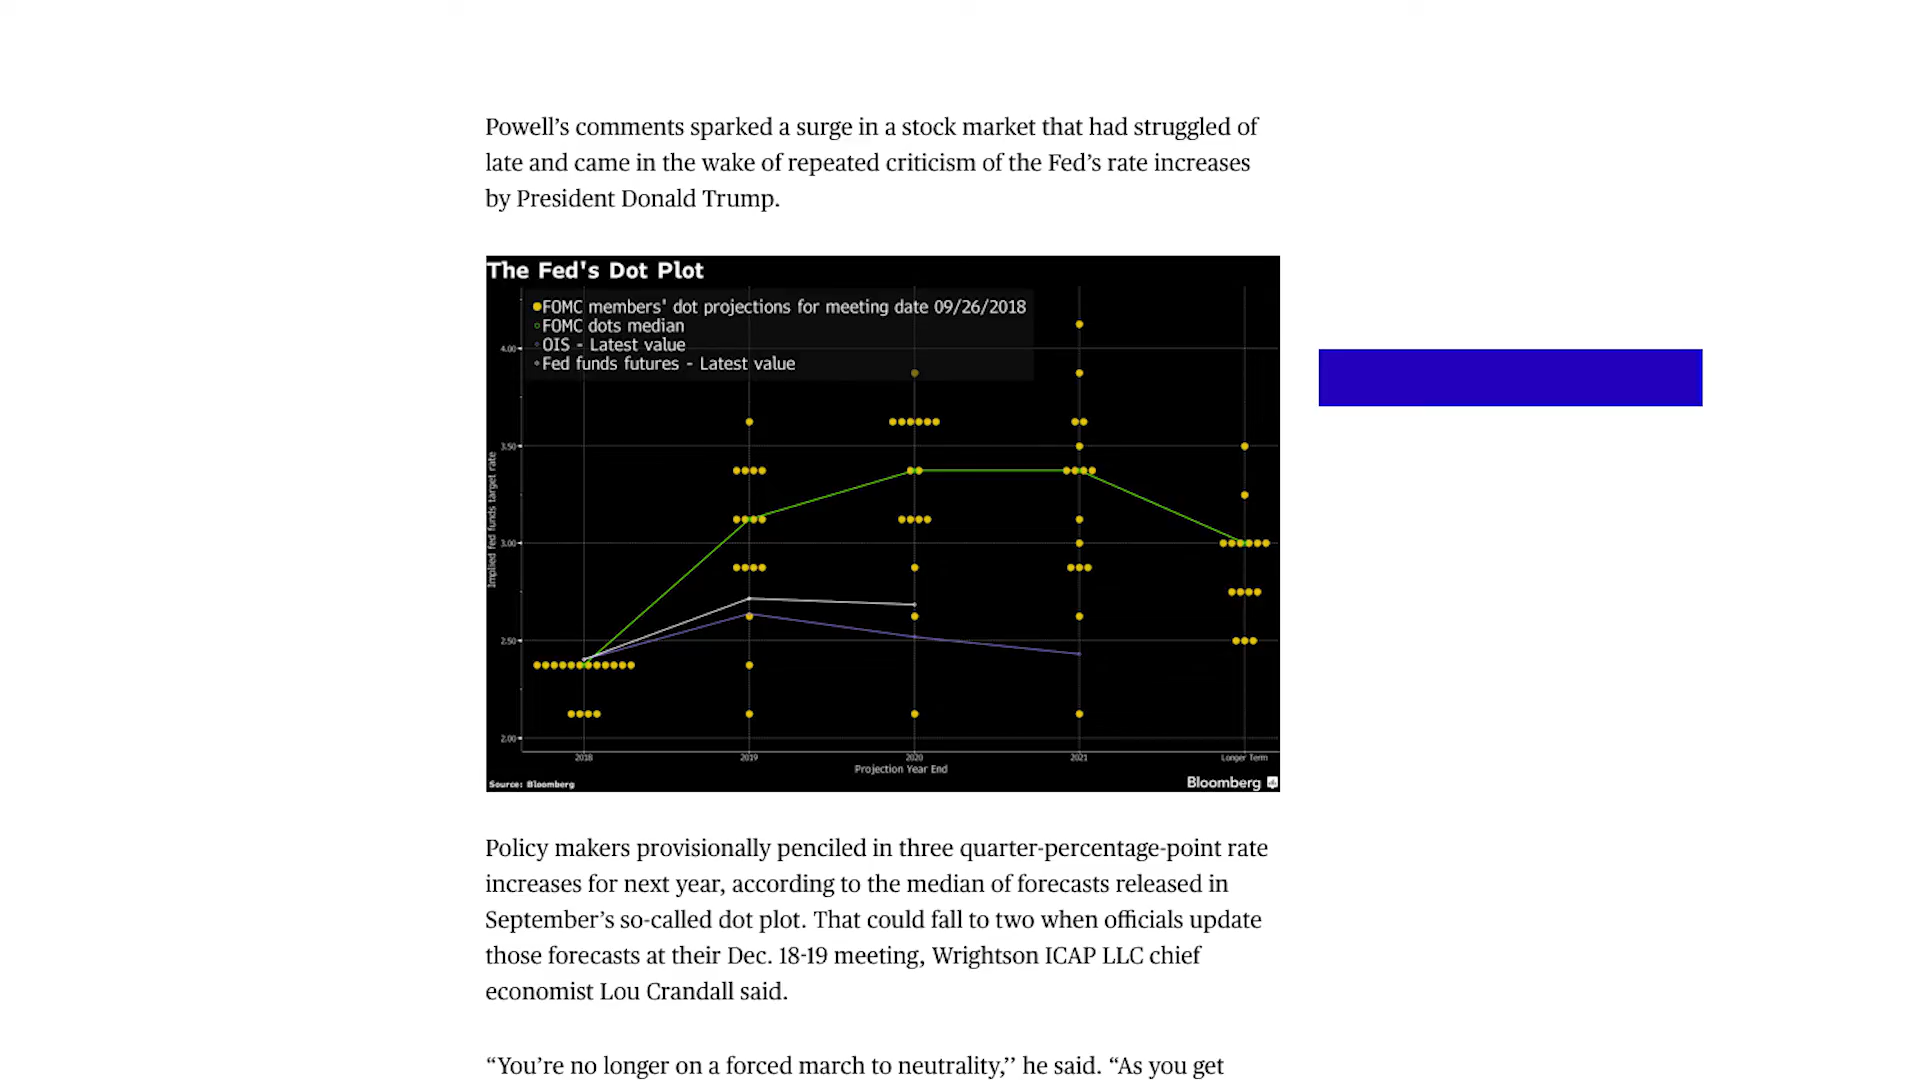 Powell’s comments sparked a surge in a stock market that had struggled of
late and came in the wake of repeated criticism of the Fed’s rate increases
by President Donald Trump.
The Fed's Dot Plot
FOMC members' dot projections for meeting date 09/26/2018
FOMC dots median
OIS - Latest value
Fed funds futures - Latest value
4.00
3.50
3.00
2.50
2.00
Implied fed funds target rate
2018 2019 2020 2021 Longer Term
Projection Year End
Source: Bloomberg
Bloomberg
Policy makers provisionally penciled in three quarter-percentage-point rate
increases for next year, according to the median of forecasts released in
September’s so-called dot plot. That could fall to two when officials update
those forecasts at their Dec. 18-19 meeting, Wrightson ICAP LLC chief
economist Lou Crandall said.
“You’re no longer on a forced march to neutrality,’’ he said. “As you get